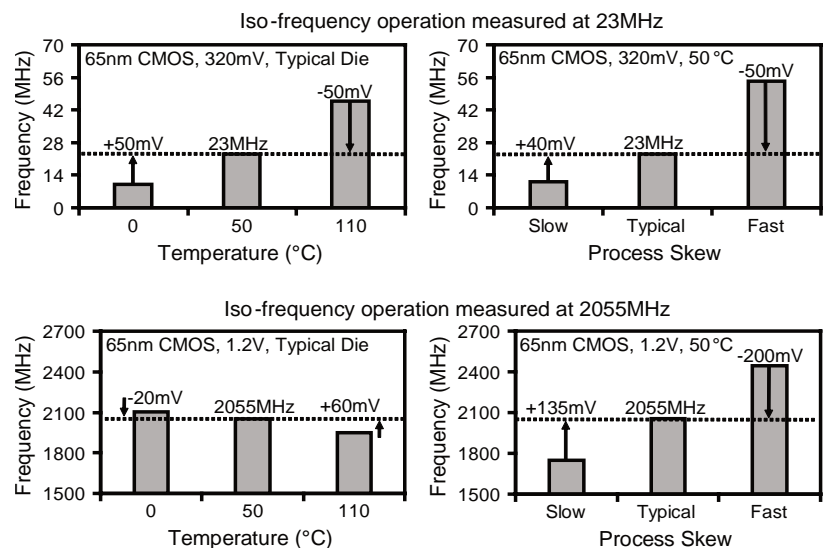 Iso-frequency operation measured at 23MHz
Frequency (MHz)
70
56
42
28
14
0
65nm CMOS, 320mV, Typical Die
+50mV
23MHz
-50mV
0
50
110
Temperature (°C)
Frequency (MHz)
70
56
42
28
14
0
65nm CMOS, 320mV, 50°C
+40mV
23MHz
-50mV
Slow
Typical
Fast
Process Skew
Iso-frequency operation measured at 2055MHz
Frequency (MHz)
2700
2400
2100
1800
1500
65nm CMOS, 1.2V, Typical Die
-20mV
2055MHz
+60mV
0
50
110
Temperature (°C)
Frequency (MHz)
2700
2400
2100
1800
1500
65nm CMOS, 1.2V, 50°C
+135mV
2055MHz
-200mV
Slow
Typical
Fast
Process Skew